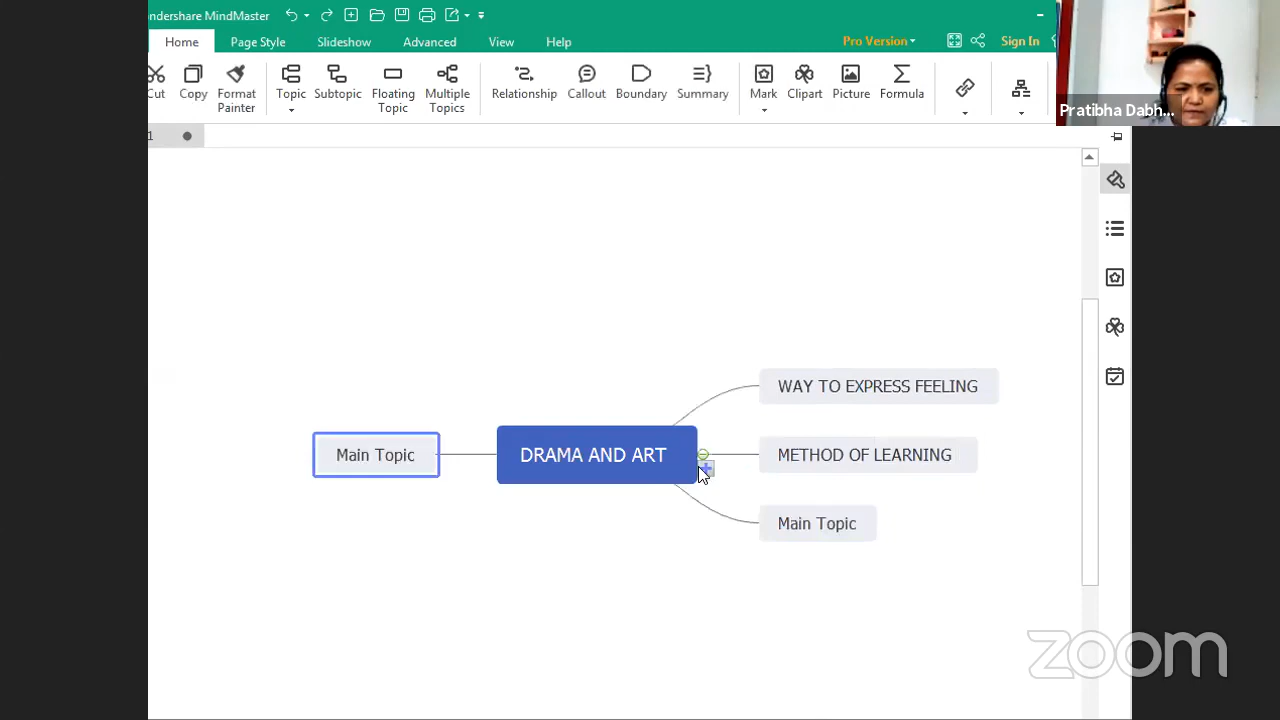 ondershare MindMaster
Home Page Style Slideshow Advanced View Help Pro Version Sign In
Cut Copy Format Painter Topic Subtopic Floating Topic Multiple Topics Relationship Callout Boundary Summary Mark Clipart Picture Formula
Pratibha Dabh...
1
WAY TO EXPRESS FEELING
Main Topic DRAMA AND ART METHOD OF LEARNING
Main Topic
zoom